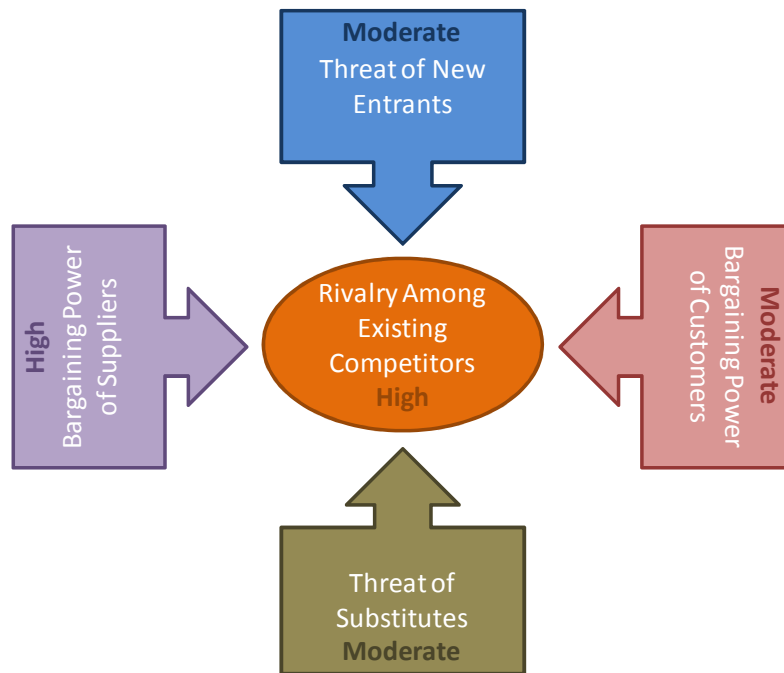 Moderate
Threat of New
Entrants
High
Bargaining Power
of Suppliers
Rivalry Among
Existing
Competitors
High
Moderate
Bargaining Power
of Customers
Threat of
Substitutes
Moderate